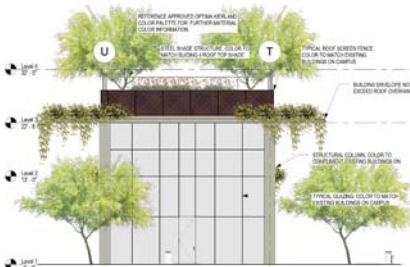 REFERENCE APPROVED OPTIMA KIERLAND
COLOR PALETTE FOR FURTHER MATERIAL
COLOR INFORMATION.
STEEL SHADE STRUCTURE, COLOR TO
MATCH BUILDING 4 ROOF TOP SHADE
U
T
TYPICAL ROOF SCREEN FENCE,
COLOR TO MATCH EXISTING
BUILDINGS ON CAMPUS
Level 4
BUILDING ENVELOPE NO
EXCEED ROOF OVERHAN
Level 3
STRUCTURAL COLUMN, COLOR TO
COMPLIMENT EXISTING BUILDINGS ON
Level 2
TYPICAL GLAZING, COLOR TO MATCH
EXISTING BUILDINGS ON CAMPUS
Level 1